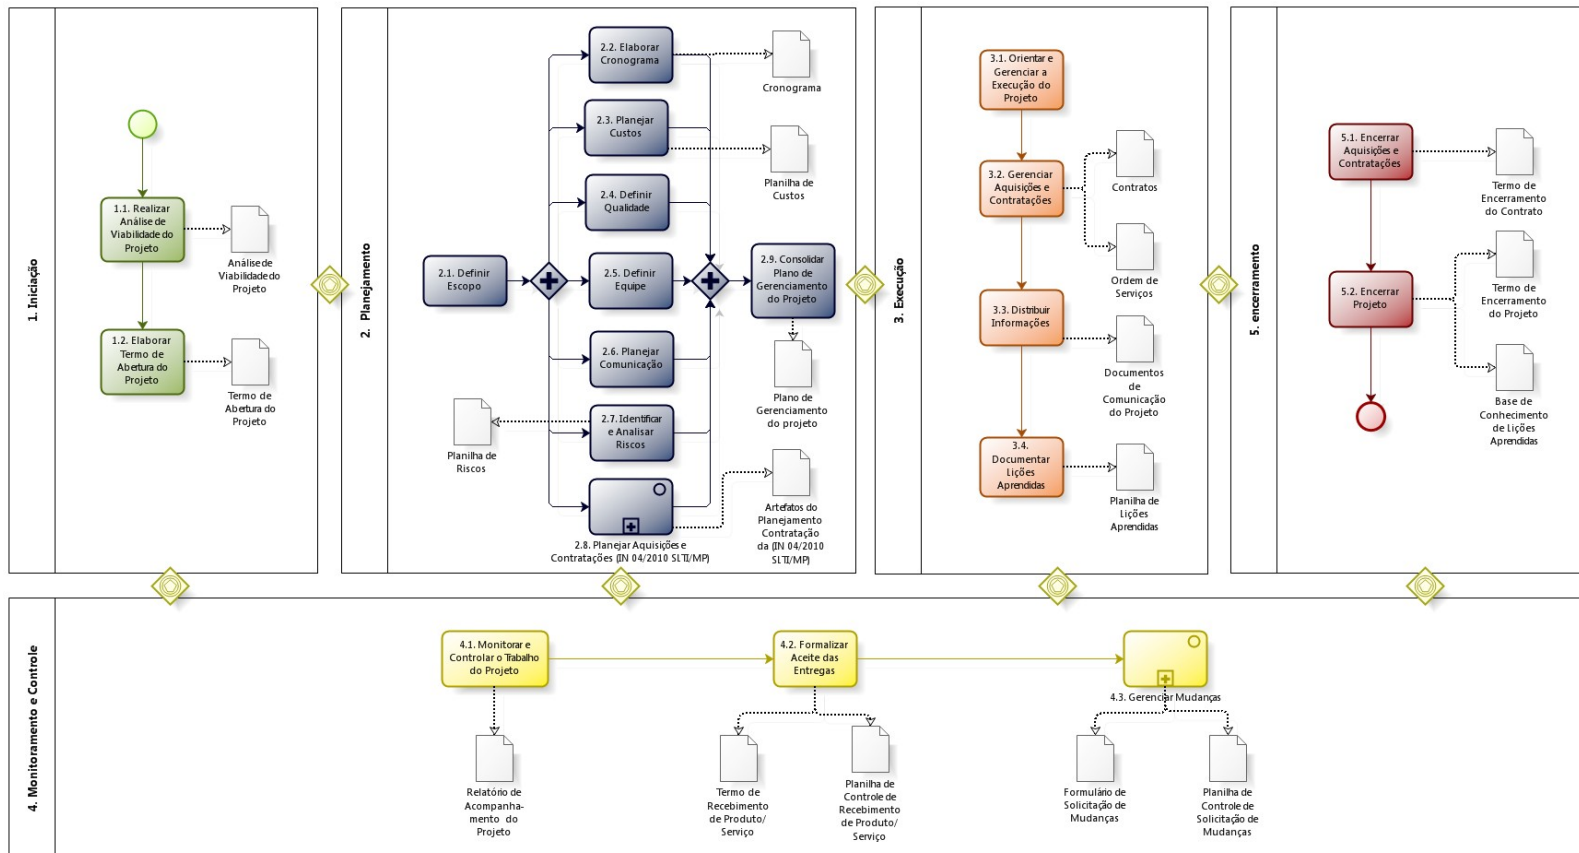 1. Iniciação
1.1. Realizar
Análise de
Viabilidade do
Projeto
Análise de
Viabilidade do
Projeto
1.2. Elaborar
Termo de
Abertura do
Projeto
Termo de
Abertura do
Projeto
2. Planejamento
2.1. Definir
Escopo
2.2. Elaborar
Cronograma
Cronograma
2.3. Planejar
Custos
Planilha de
Custos
2.4. Definir
Qualidade
2.5. Definir
Equipe
2.6. Planejar
Comunicação
2.7. Identificar
e Analisar
Riscos
Planilha de
Riscos
2.8. Planejar Aquisições e
Contratações (IN 04/2010 SLTI/MP)
Artefatos do
Planejamento
Contratação
da (IN 04/2010
SLTI/MP)
2.9. Consolidar
Plano de
Gerenciamento
do Projeto
Plano de
Gerenciamento
do projeto
3. Execução
3.1. Orientar e
Gerenciar a
Execução do
Projeto
3.2. Gerenciar
Aquisições e
Contratações
Contratos
Ordem de
Serviços
3.3. Distribuir
Informações
Documentos
de
Comunicação
do Projeto
3.4.
Documentar
Lições
Aprendidas
Planilha de
Lições
Aprendidas
5. encerramento
5.1. Encerrar
Aquisições e
Contratações
Termo de
Encerramento
do Contrato
5.2. Encerrar
Projeto
Termo de
Encerramento
do Projeto
Base de
Conhecimento
de Lições
Aprendidas
4. Monitoramento e Controle
4.1. Monitorar e
Controlar o Trabalho
do Projeto
Relatório de
Acompanha-
mento do
Projeto
4.2. Formalizar
Aceite das
Entregas
Termo de
Recebimento
de Produto/
Serviço
Planilha de
Controle de
Recebimento
de Produto/
Serviço
4.3. Gerenciar Mudanças
Formulário de
Solicitação de
Mudanças
Planilha de
Controle de
Solicitação de
Mudanças